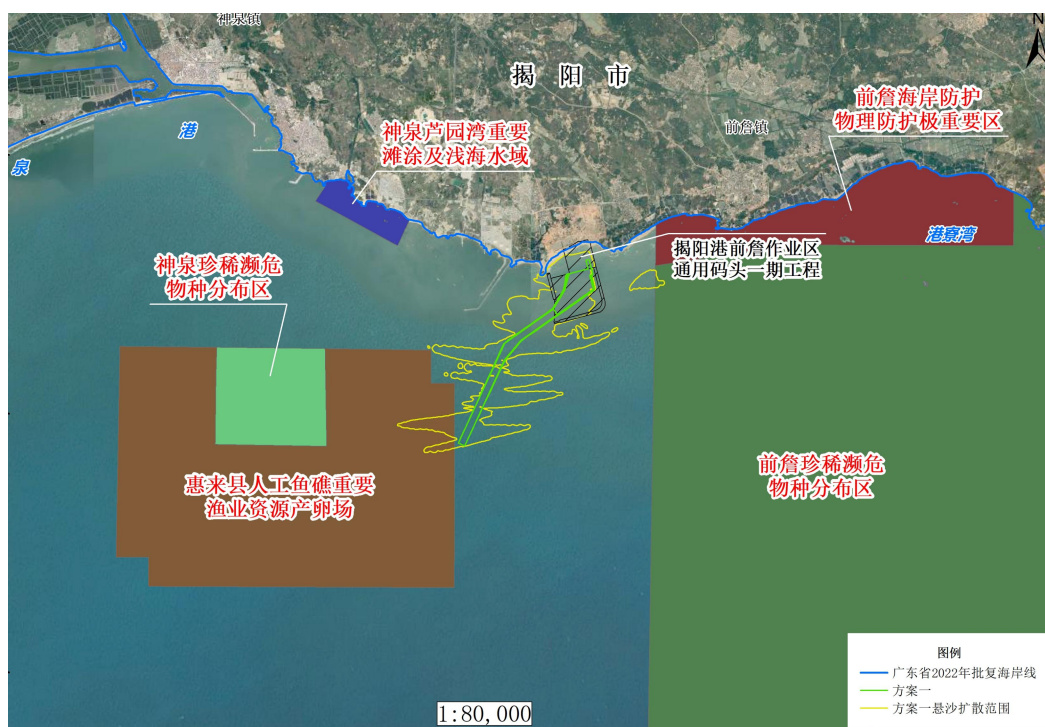 神泉镇
N
揭 阳 市
前詹海岸防护
物理防护极重要区
神泉芦园湾重要
滩涂及浅海水域
前詹镇
港
泉
港寮湾
揭阳港前詹作业区
通用码头一期工程
神泉珍稀濒危
物种分布区
前詹珍稀濒危
物种分布区
惠来县人工鱼礁重要
渔业资源产卵场
图例
广东省2022年批复海岸线
方案一
方案一悬沙扩散范围
1:80,000